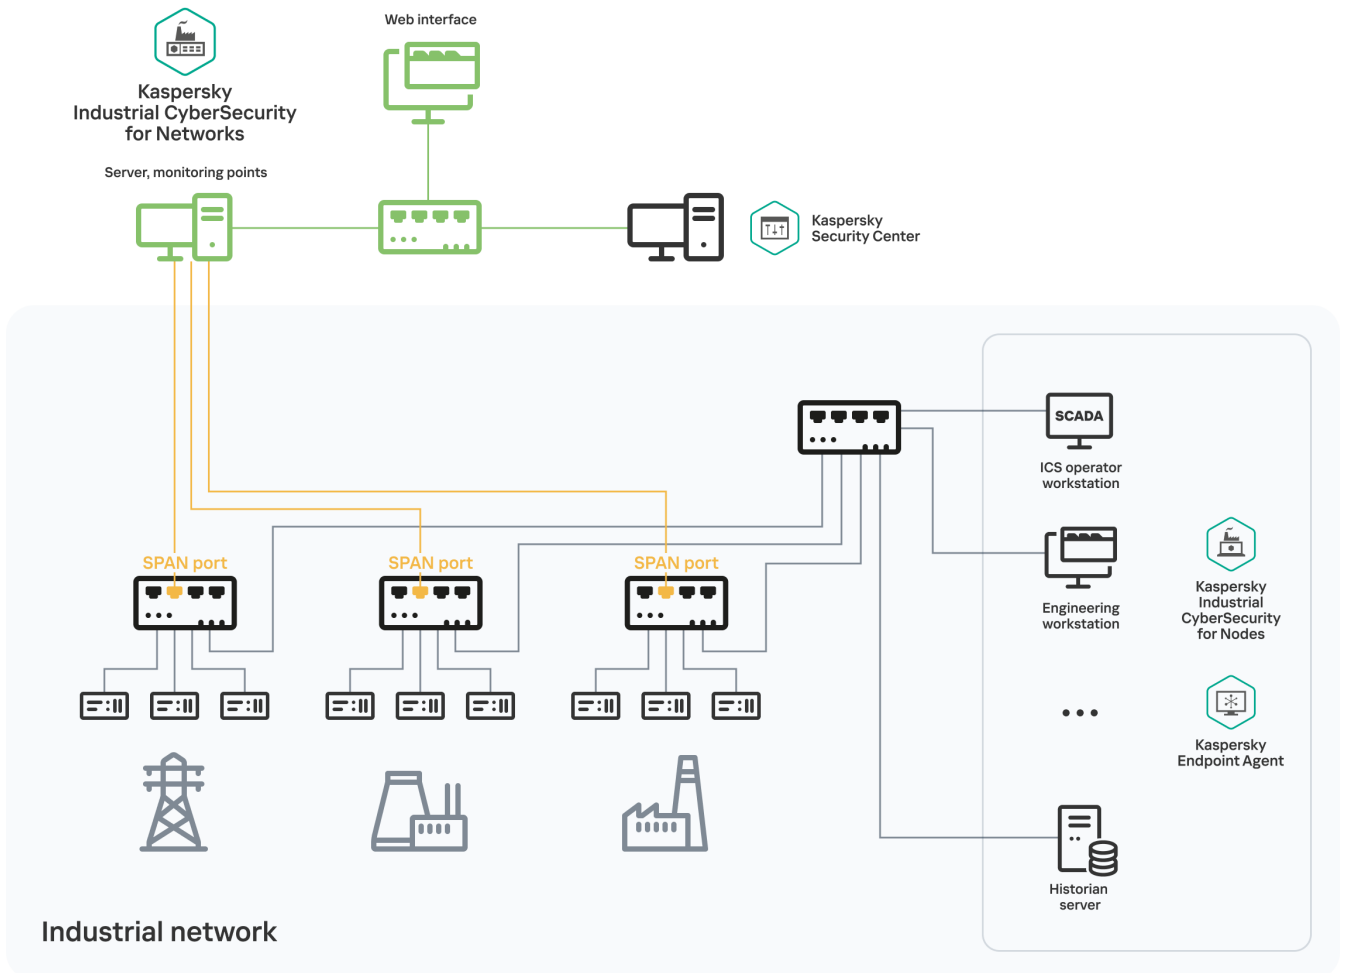 Web interface
Kaspersky
Industrial CyberSecurity
for Networks
Server, monitoring points
Kaspersky
Security Center
SCADA
ICS operator
workstation
SPAN port
SPAN port
SPAN port
Engineering
workstation
Kaspersky
Industrial
CyberSecurity
for Nodes
Kaspersky
Endpoint Agent
Historian
server
Industrial network